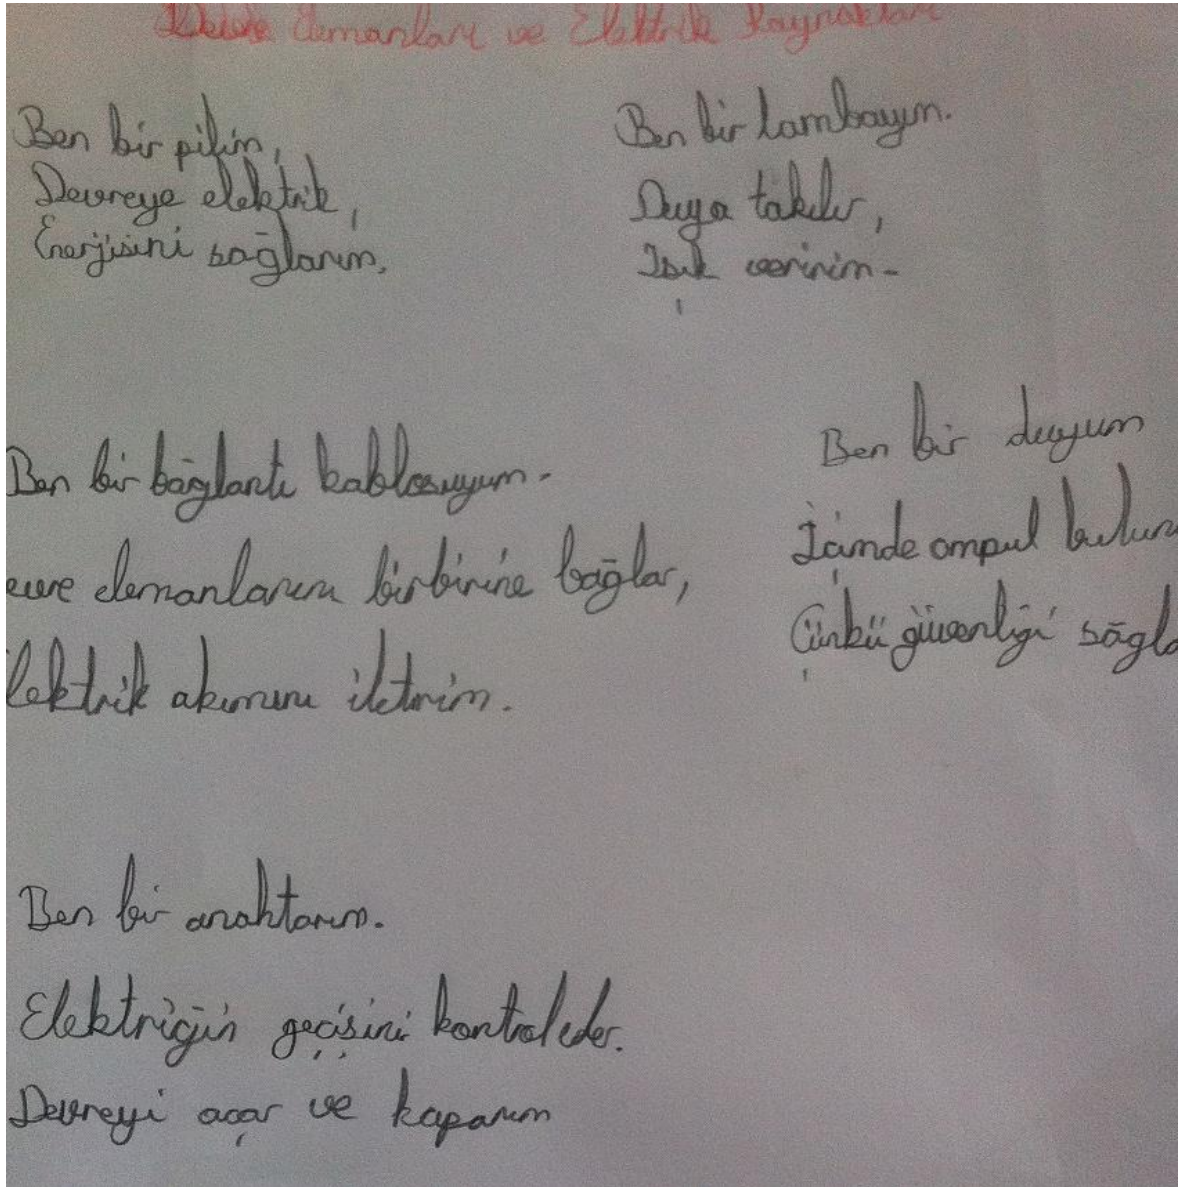 Devre elemanları ve Elektrik Kaynakları
Ben bir pilim,
Devreye elektrik,
Enerjisini sağlarım.
Ben bir lambayım.
Duya takılır,
Işık veririm.
Ben bir bağlantı kablosuyum.
evre elemanlarını birbirine bağlar,
lektrik akımını iletirim.
Ben bir duyum
İçimde ampul bulun
Çünkü güvenliği sağla
Ben bir anahtarım.
Elektriğin geçişini kontrol eder.
Devreyi açar ve kaparım